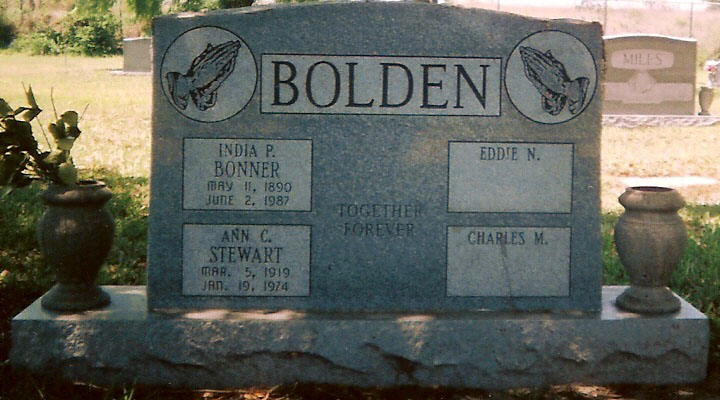 BOLDEN
INDIA P.
BONNER
MAY 11, 1890
JUNE 2, 1987
ANN C.
STEWART
MAR. 5, 1919
JAN. 19, 1974
TOGETHER
FOREVER
EDDIE N.
CHARLES M.
MILES